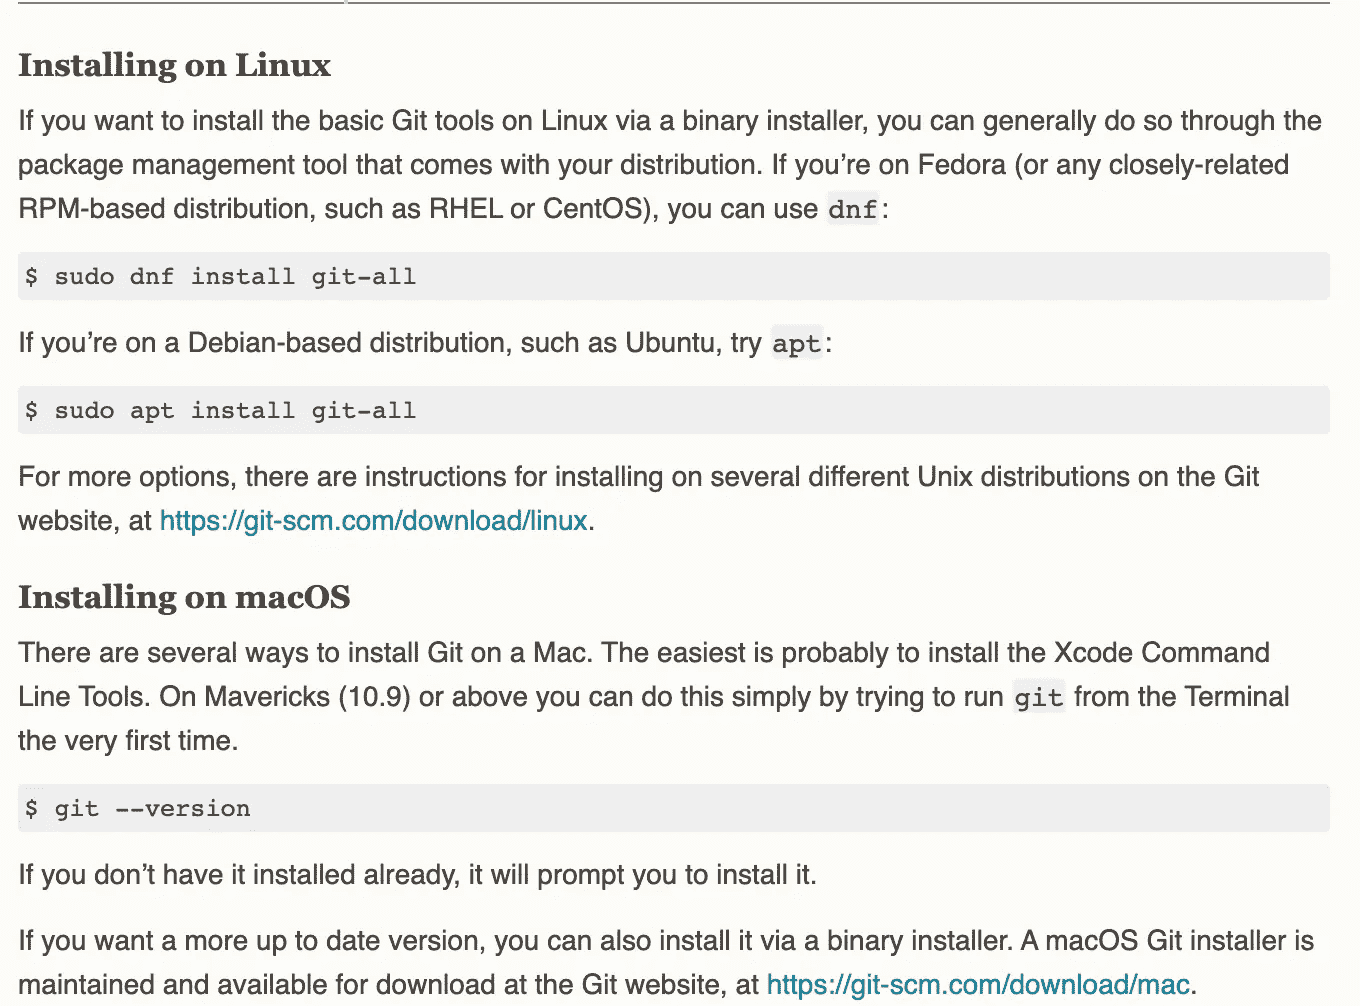 Installing on Linux
If you want to install the basic Git tools on Linux via a binary installer, you can generally do so through the
package management tool that comes with your distribution. If you’re on Fedora (or any closely-related
RPM-based distribution, such as RHEL or CentOS), you can use dnf:
$ sudo dnf install git-all
If you’re on a Debian-based distribution, such as Ubuntu, try apt:
$ sudo apt install git-all
For more options, there are instructions for installing on several different Unix distributions on the Git
website, at https://git-scm.com/download/linux.
Installing on macOS
There are several ways to install Git on a Mac. The easiest is probably to install the Xcode Command
Line Tools. On Mavericks (10.9) or above you can do this simply by trying to run git from the Terminal
the very first time.
$ git --version
If you don’t have it installed already, it will prompt you to install it.
If you want a more up to date version, you can also install it via a binary installer. A macOS Git installer is
maintained and available for download at the Git website, at https://git-scm.com/download/mac.